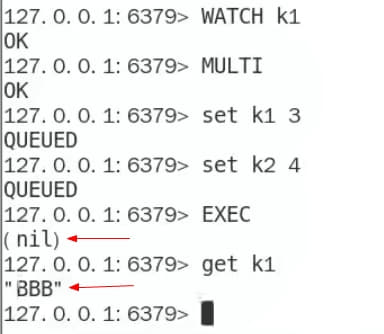 127.0.0.1:6379> WATCH k1
OK
127.0.0.1:6379> MULTI
OK
127.0.0.1:6379> set k1 3
QUEUED
127.0.0.1:6379> set k2 4
QUEUED
127.0.0.1:6379> EXEC
(nil)
127.0.0.1:6379> get k1
"BBB"
127.0.0.1:6379>